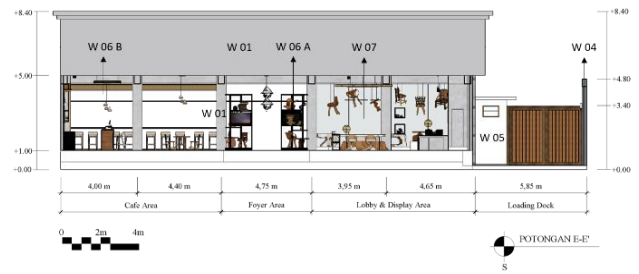 +8.40
+8.40
W 06 B
W 01
W 06 A
W 07
W 04
+5.00
+4.80
+3.40
W 01
W 05
+1.00
+0.00
+0.00
4,00 m
4,40 m
4,75 m
3,95 m
4,65 m
5,85 m
Cafe Area
Foyer Area
Lobby & Display Area
Loading Dock
0 2m 4m
POTONGAN E-E'
S